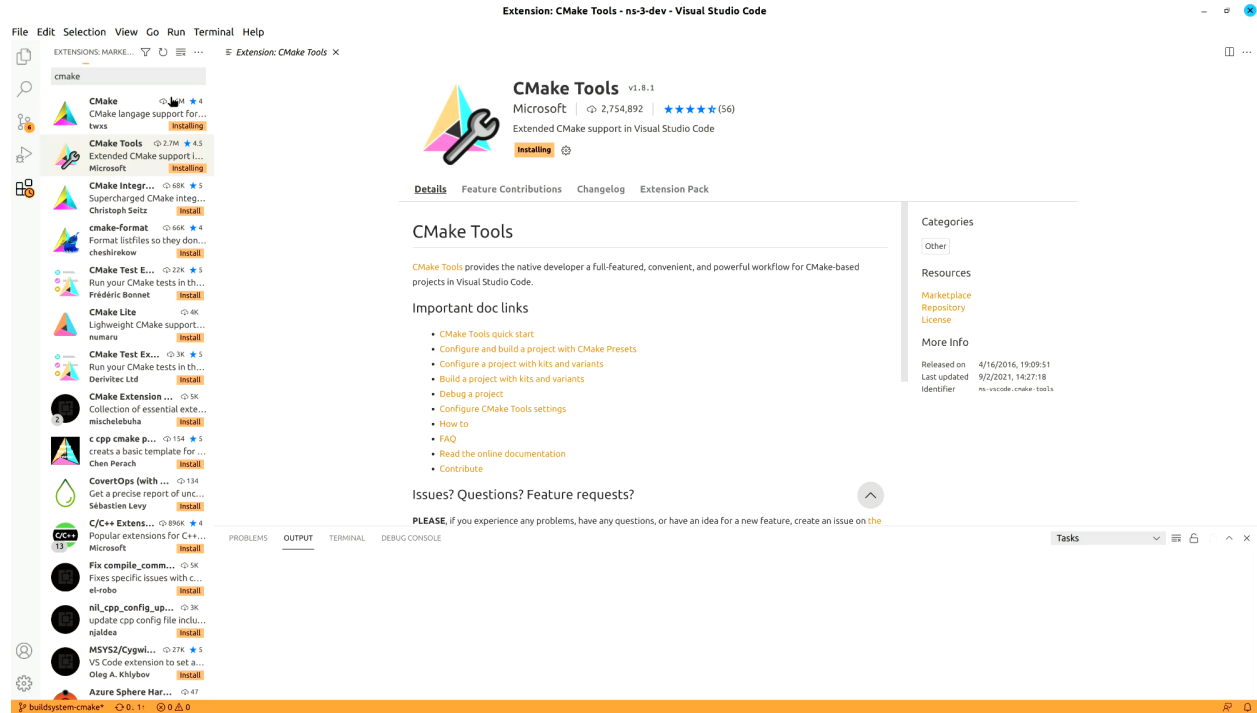 Extension: CMake Tools - ns-3-dev - Visual Studio Code
File Edit Selection View Go Run Terminal Help
EXTENSIONS: MARKE...
Extension: CMake Tools
cmake
CMake M 4
CMake langage support for...
twxs Installing
CMake Tools 2.7M 4.5
Extended CMake support i...
Microsoft Installing
CMake Integr... 68K 5
Supercharged CMake integ...
Christoph Seitz Install
cmake-format 66K 4
Format listfiles so they don...
cheshirekow Install
CMake Test E... 22K 5
Run your CMake tests in th...
Frédéric Bonnet Install
CMake Lite 4K
Lighweight CMake support...
numaru Install
CMake Test Ex... 3K 5
Run your CMake tests in th...
Derivitec Ltd Install
CMake Extension ... 5K
Collection of essential exte...
2 mischelebuha Install
c cpp cmake p... 154 5
creats a basic template for ...
Chen Perach Install
CovertOps (with ... 134
Get a precise report of unc...
Sébastien Levy Install
C/C++ Extens... 896K 4
C/C++ Popular extensions for C++...
13 Microsoft Install
Fix compile_comm... 5K
Fixes specific issues with c...
el-robo Install
nil_cpp_config_up... 3K
update cpp config file inclu...
njaldea Install
MSYS2/Cygwi... 27K 5
VS Code extension to set a...
Oleg A. Khlybov Install
Azure Sphere Har... 47
CMake Tools v1.8.1
Microsoft 2,754,892 (56)
Extended CMake support in Visual Studio Code
Installing
Details Feature Contributions Changelog Extension Pack
CMake Tools
CMake Tools provides the native developer a full-featured, convenient, and powerful workflow for CMake-based
projects in Visual Studio Code.
Important doc links
• CMake Tools quick start
• Configure and build a project with CMake Presets
• Configure a project with kits and variants
• Build a project with kits and variants
• Debug a project
• Configure CMake Tools settings
• How to
• FAQ
• Read the online documentation
• Contribute
Issues? Questions? Feature requests?
PLEASE, if you experience any problems, have any questions, or have an idea for a new feature, create an issue on the
Categories
Other
Resources
Marketplace
Repository
License
More Info
Released on 4/16/2016, 19:09:51
Last updated 9/2/2021, 14:27:18
Identifier ms-vscode.cmake-tools
PROBLEMS OUTPUT TERMINAL DEBUG CONSOLE Tasks
6
buildsystem-cmake* 0↓ 1↑ 0 0